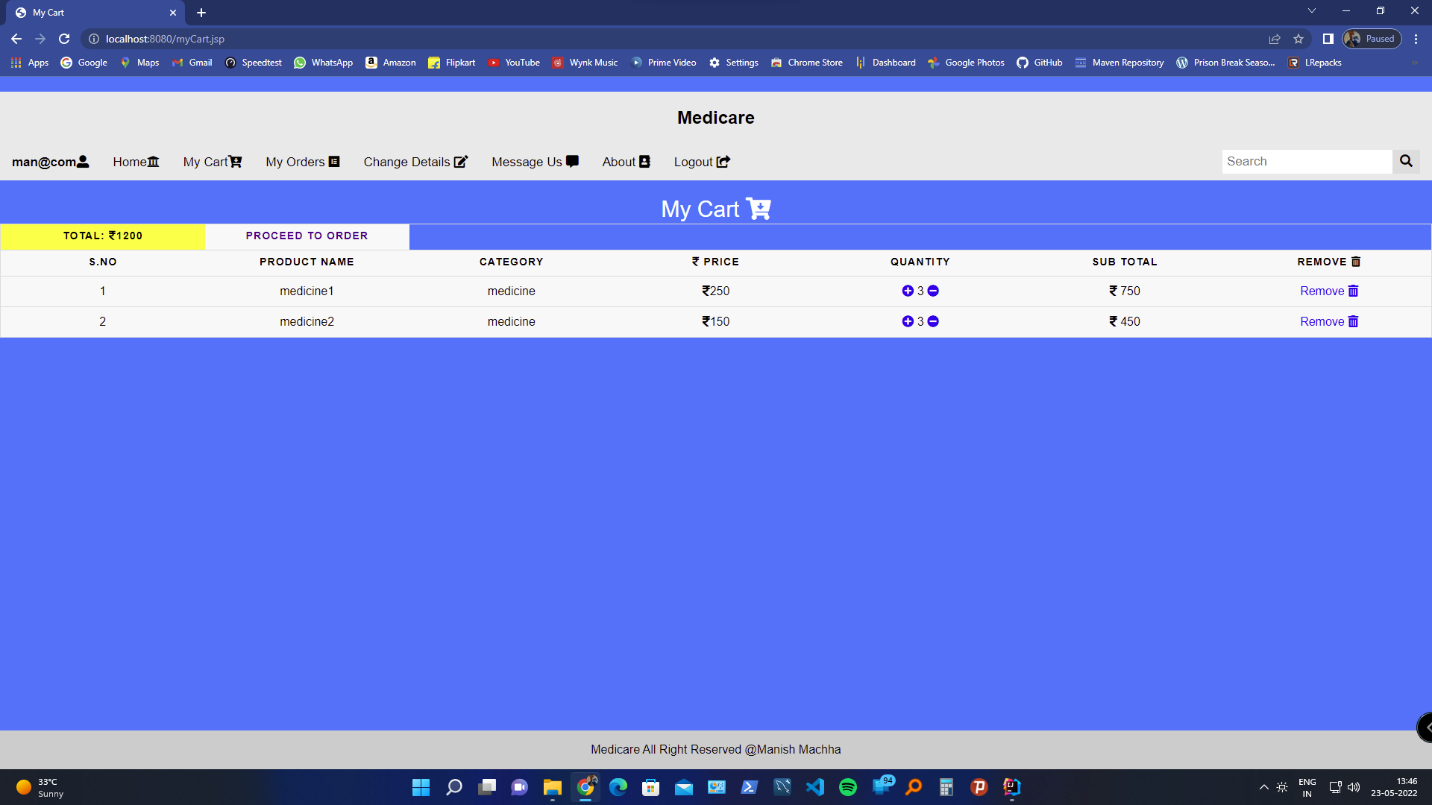 My Cart
localhost:8080/myCart.jsp
Paused
Apps Google Maps Gmail Speedtest WhatsApp Amazon Flipkart YouTube Wynk Music Prime Video Settings Chrome Store Dashboard Google Photos GitHub Maven Repository Prison Break Seaso... LRepacks
Medicare
man@com Home My Cart My Orders Change Details Message Us About Logout Search
My Cart
TOTAL: ₹1200 PROCEED TO ORDER
S.NO PRODUCT NAME CATEGORY ₹ PRICE QUANTITY SUB TOTAL REMOVE
1 medicine1 medicine ₹250 3 ₹ 750 Remove
2 medicine2 medicine ₹150 3 ₹ 450 Remove
Medicare All Right Reserved @Manish Machha
33°C
Sunny
94
ENG
IN
13:46
23-05-2022